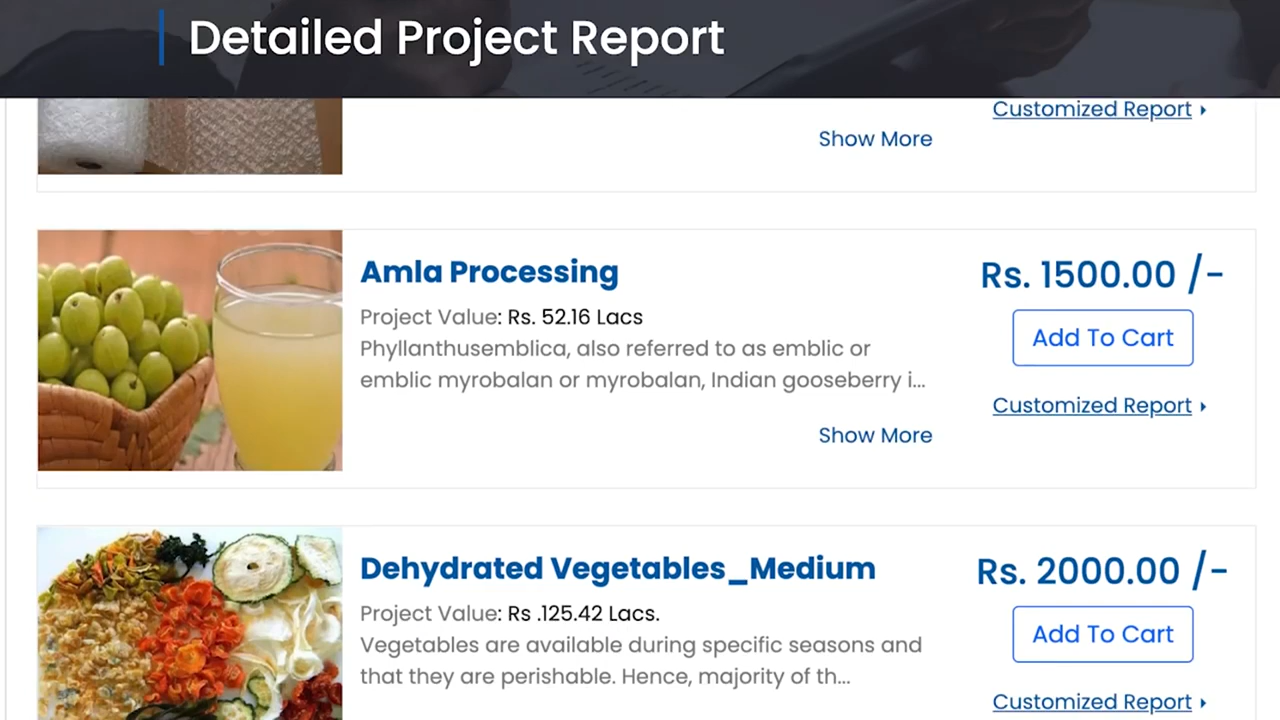 Detailed Project Report
Customized Report
Show More
Amla Processing
Project Value: Rs. 52.16 Lacs
Phyllanthusemblica, also referred to as emblic or
emblic myrobalan or myrobalan, Indian gooseberry i...
Show More
Rs. 1500.00 /-
Add To Cart
Customized Report
Dehydrated Vegetables_Medium
Project Value: Rs .125.42 Lacs.
Vegetables are available during specific seasons and
that they are perishable. Hence, majority of th...
Rs. 2000.00 /-
Add To Cart
Customized Report